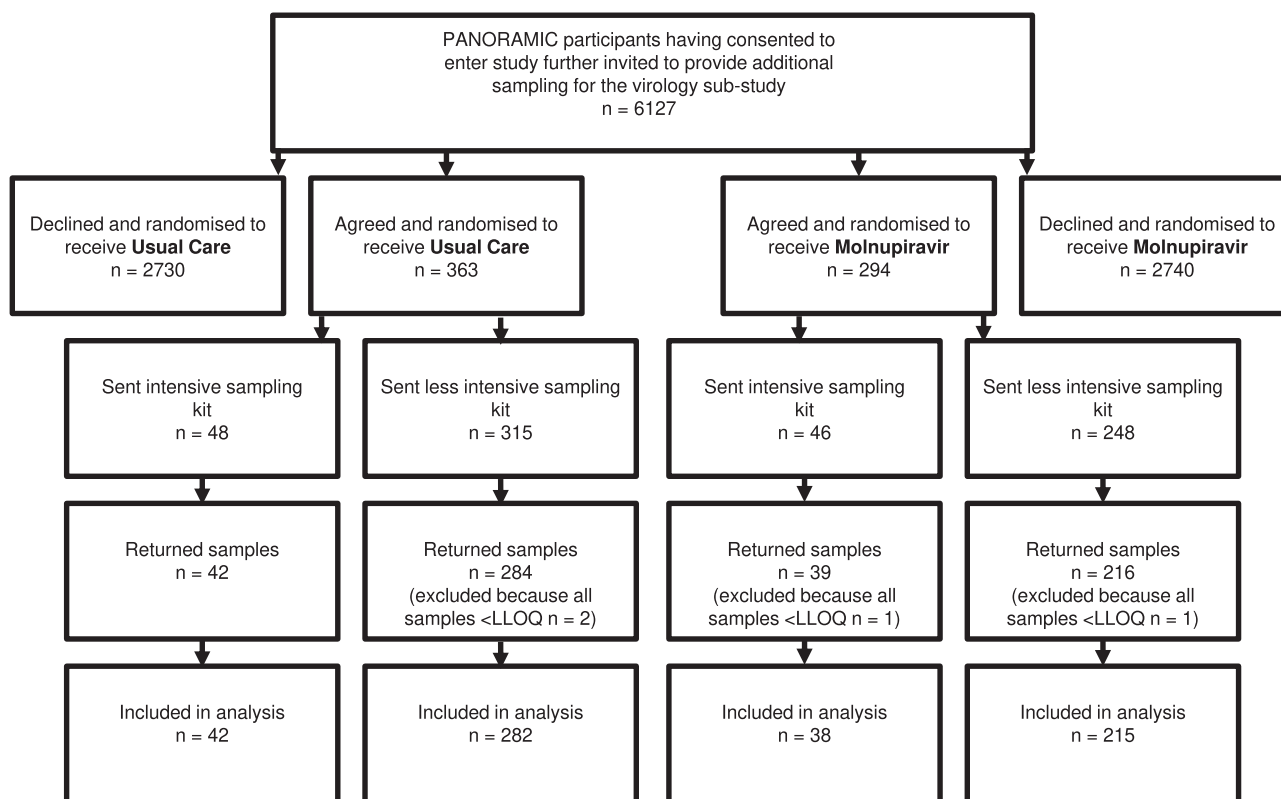 PANORAMIC participants having consented to
enter study further invited to provide additional
sampling for the virology sub-study
n = 6127
Declined and randomised to
receive Usual Care
n = 2730
Agreed and randomised to
receive Usual Care
n = 363
Agreed and randomised to
receive Molnupiravir
n = 294
Declined and randomised to
receive Molnupiravir
n = 2740
Sent intensive sampling
kit
n = 48
Sent less intensive sampling
kit
n = 315
Sent intensive sampling
kit
n = 46
Sent less intensive sampling
kit
n = 248
Returned samples
n = 42
Returned samples
n = 284
(excluded because all
samples <LLOQ n = 2)
Returned samples
n = 39
(excluded because all
samples <LLOQ n = 1)
Returned samples
n = 216
(excluded because all
samples <LLOQ n = 1)
Included in analysis
n = 42
Included in analysis
n = 282
Included in analysis
n = 38
Included in analysis
n = 215